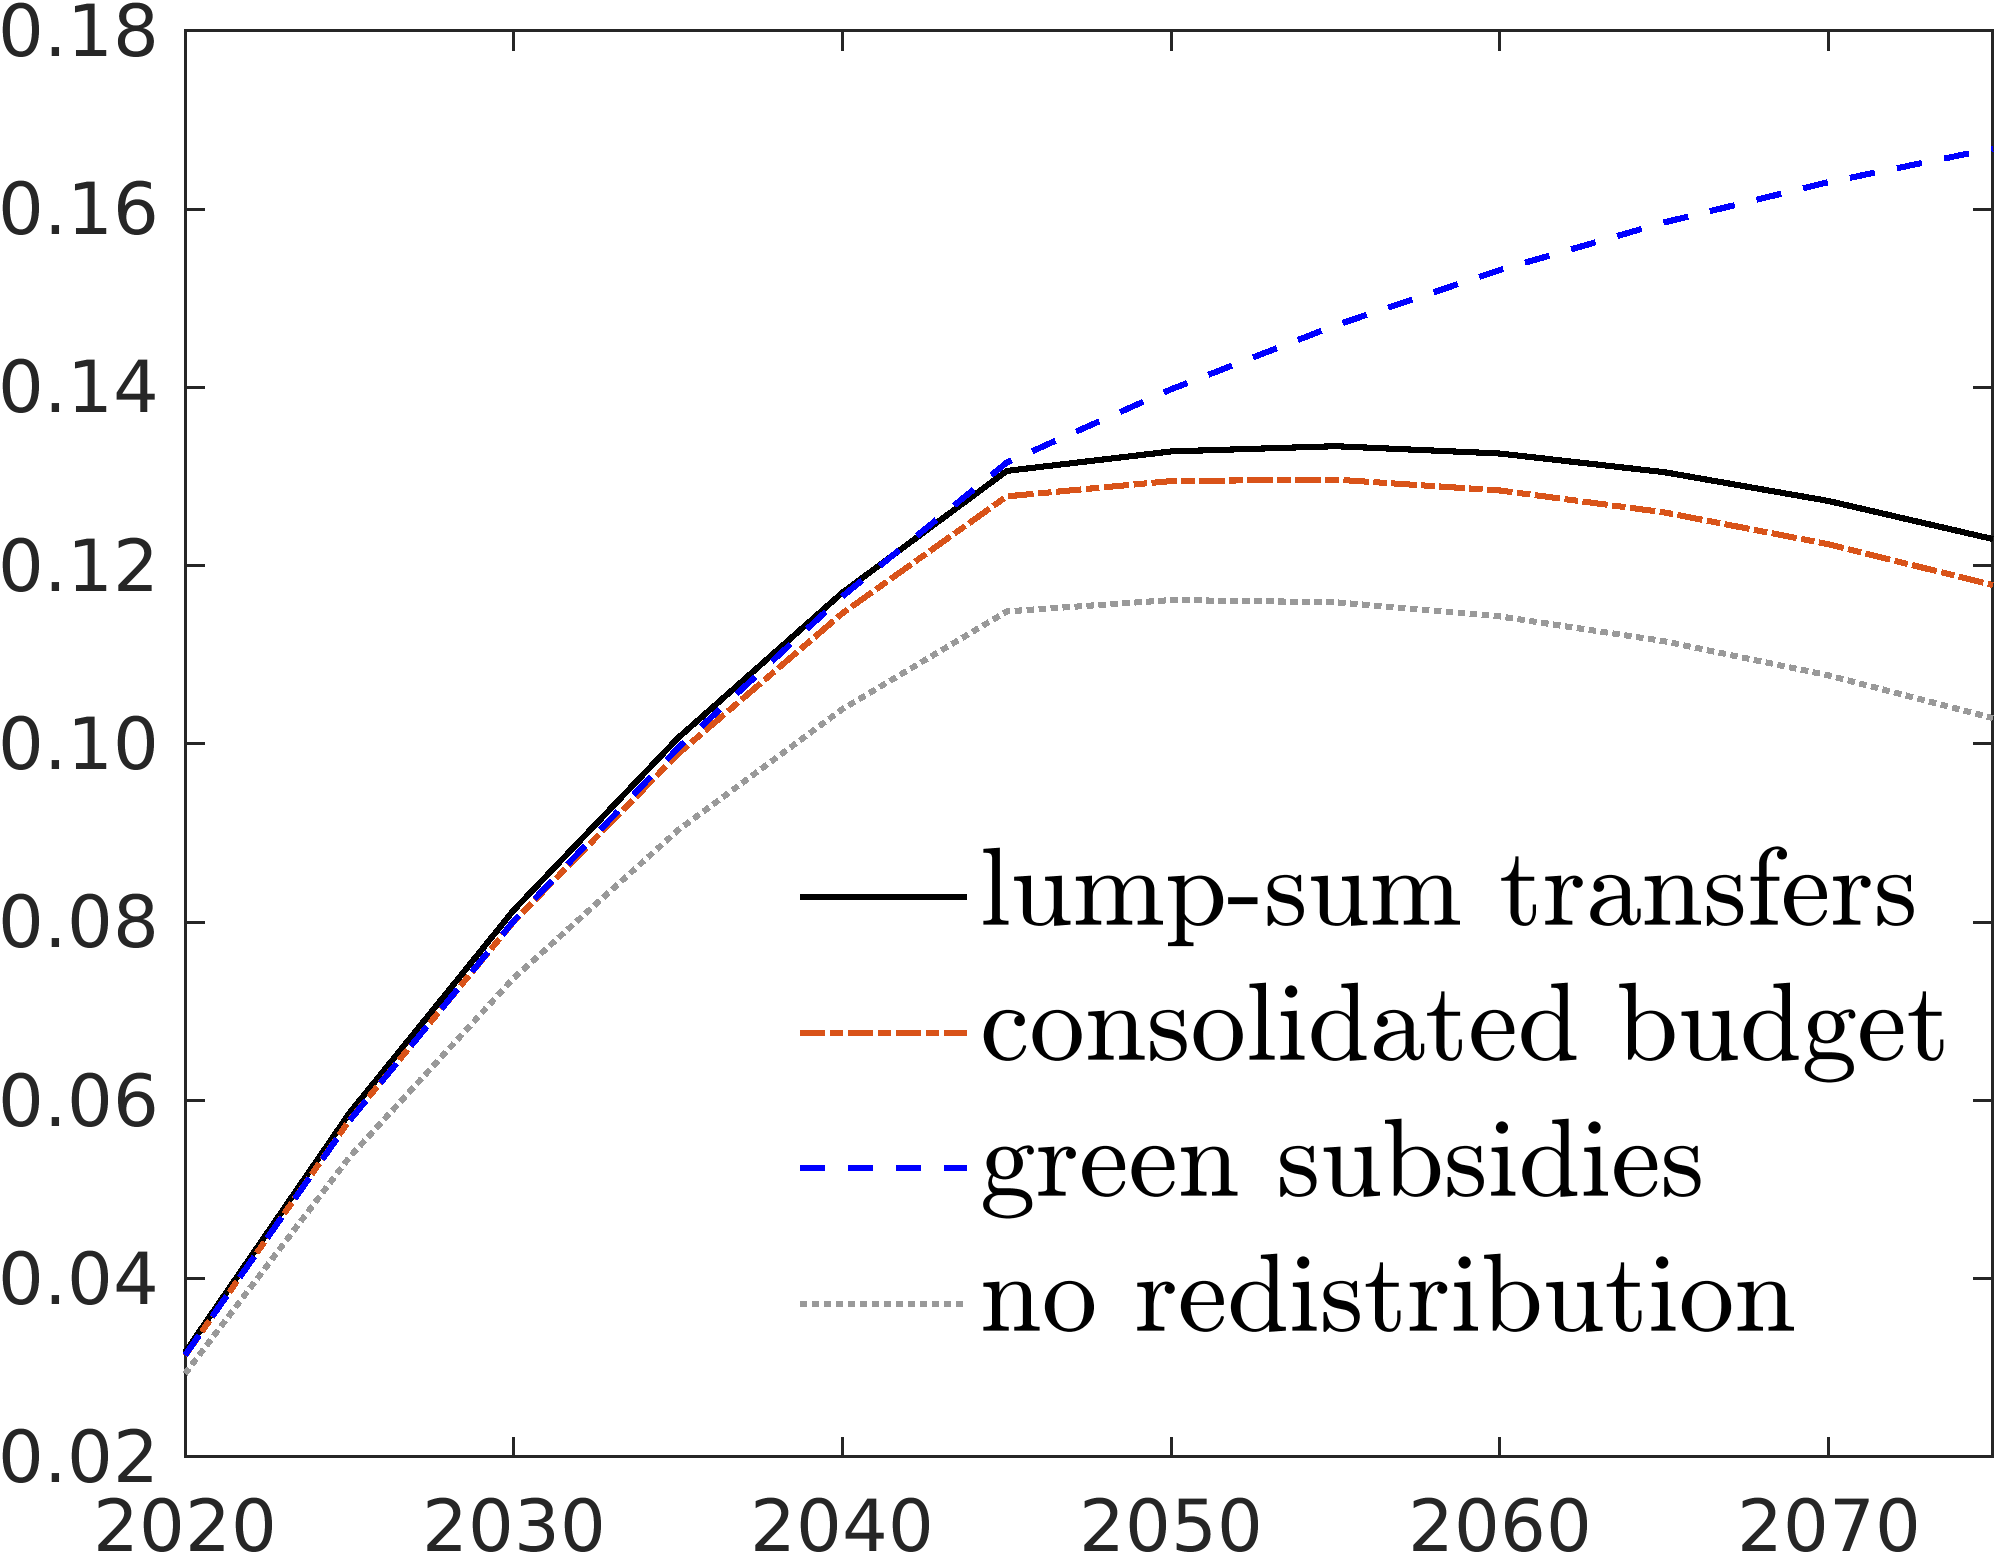 0.18
0.16
0.14
0.12
0.10
0.08
0.06
0.04
0.02
lump-sum transfers
consolidated budget
green subsidies
no redistribution
2020 2030 2040 2050 2060 2070